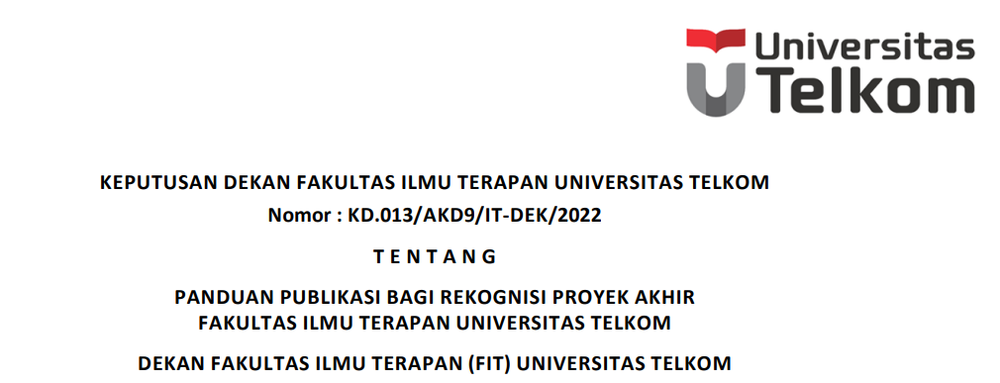 Universitas
Telkom
KEPUTUSAN DEKAN FAKULTAS ILMU TERAPAN UNIVERSITAS TELKOM
Nomor : KD.013/AKD9/IT-DEK/2022
T E N T A N G
PANDUAN PUBLIKASI BAGI REKOGNISI PROYEK AKHIR
FAKULTAS ILMU TERAPAN UNIVERSITAS TELKOM
DEKAN FAKULTAS ILMU TERAPAN (FIT) UNIVERSITAS TELKOM